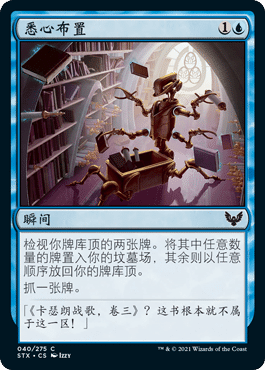 悉心布置 1
瞬间
检视你牌库顶的两张牌。将其中任意数
量的牌置入你的坟墓场,其余则以任意
顺序放回你的牌库顶。
抓一张牌。
「《卡瑟朗战歌,卷三》?这书根本就不属
于这一区!」
040/275 C
STX • CS Izzy
™ & © 2021 Wizards of the Coast